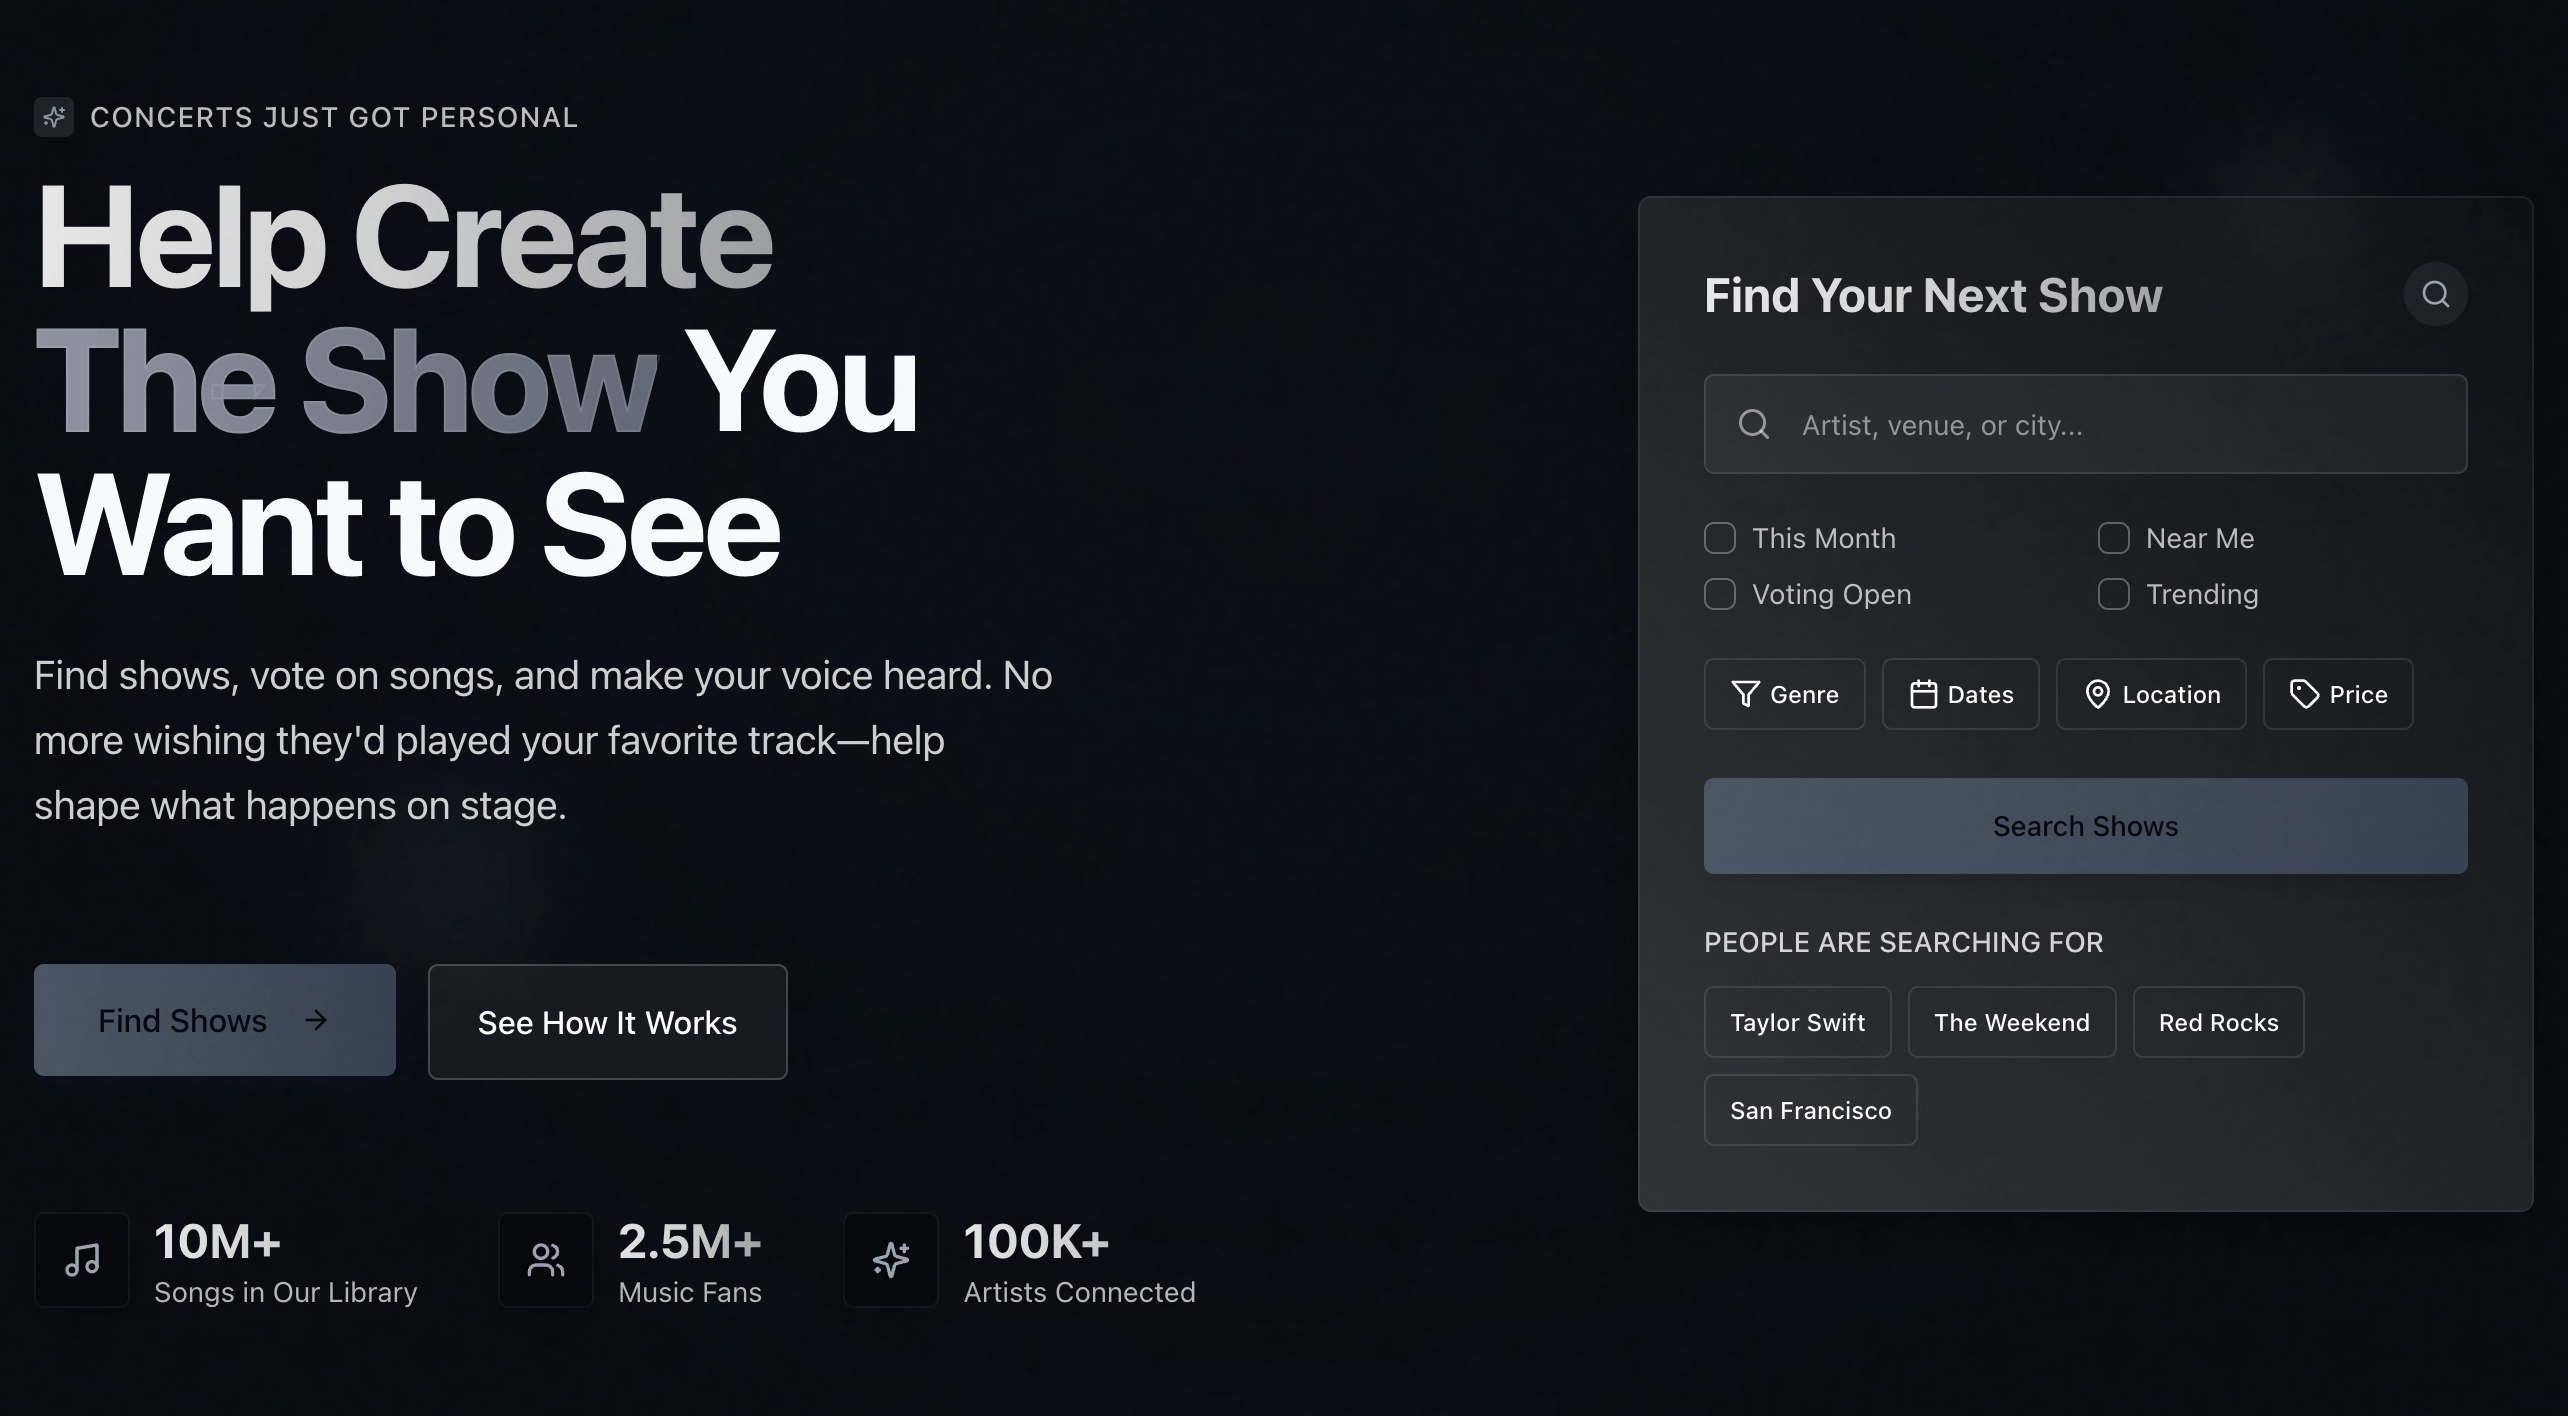 CONCERTS JUST GOT PERSONAL
Help Create
The Show You
Want to See
Find shows, vote on songs, and make your voice heard. No
more wishing they'd played your favorite track—help
shape what happens on stage.
Find Shows
See How It Works
10M+
Songs in Our Library
2.5M+
Music Fans
100K+
Artists Connected
Find Your Next Show
Artist, venue, or city...
This Month
Near Me
Voting Open
Trending
Genre
Dates
Location
Price
Search Shows
PEOPLE ARE SEARCHING FOR
Taylor Swift
The Weekend
Red Rocks
San Francisco